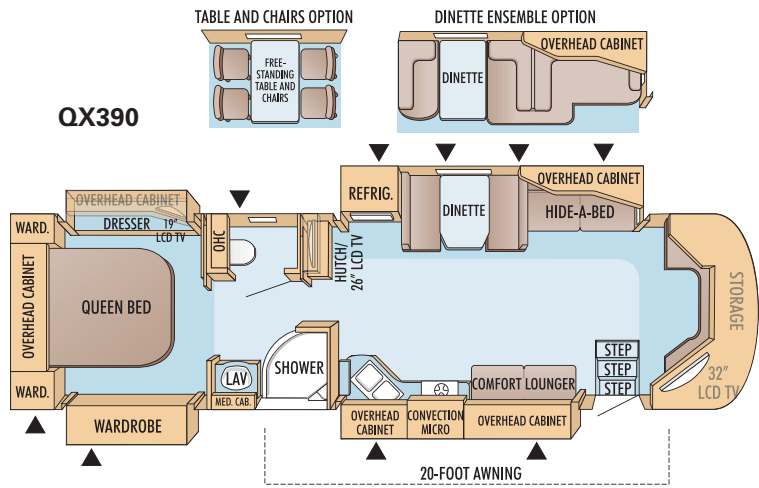 TABLE AND CHAIRS OPTION
DINETTE ENSEMBLE OPTION
FREE-
STANDING
TABLE AND
CHAIRS
DINETTE
OVERHEAD CABINET
QX390
OVERHEAD CABINET
DRESSER
19"
LCD TV
WARD.
OVERHEAD CABINET
WARD.
QUEEN BED
WARDROBE
OHC
HUTCH/
26" LCD TV
REFRIG.
DINETTE
OVERHEAD CABINET
HIDE-A-BED
STORAGE
32"
LCD TV
LAV
MED. CAB.
SHOWER
OVERHEAD
CABINET
CONVECTION
MICRO
OVERHEAD CABINET
COMFORT LOUNGER
STEP
STEP
STEP
20-FOOT AWNING